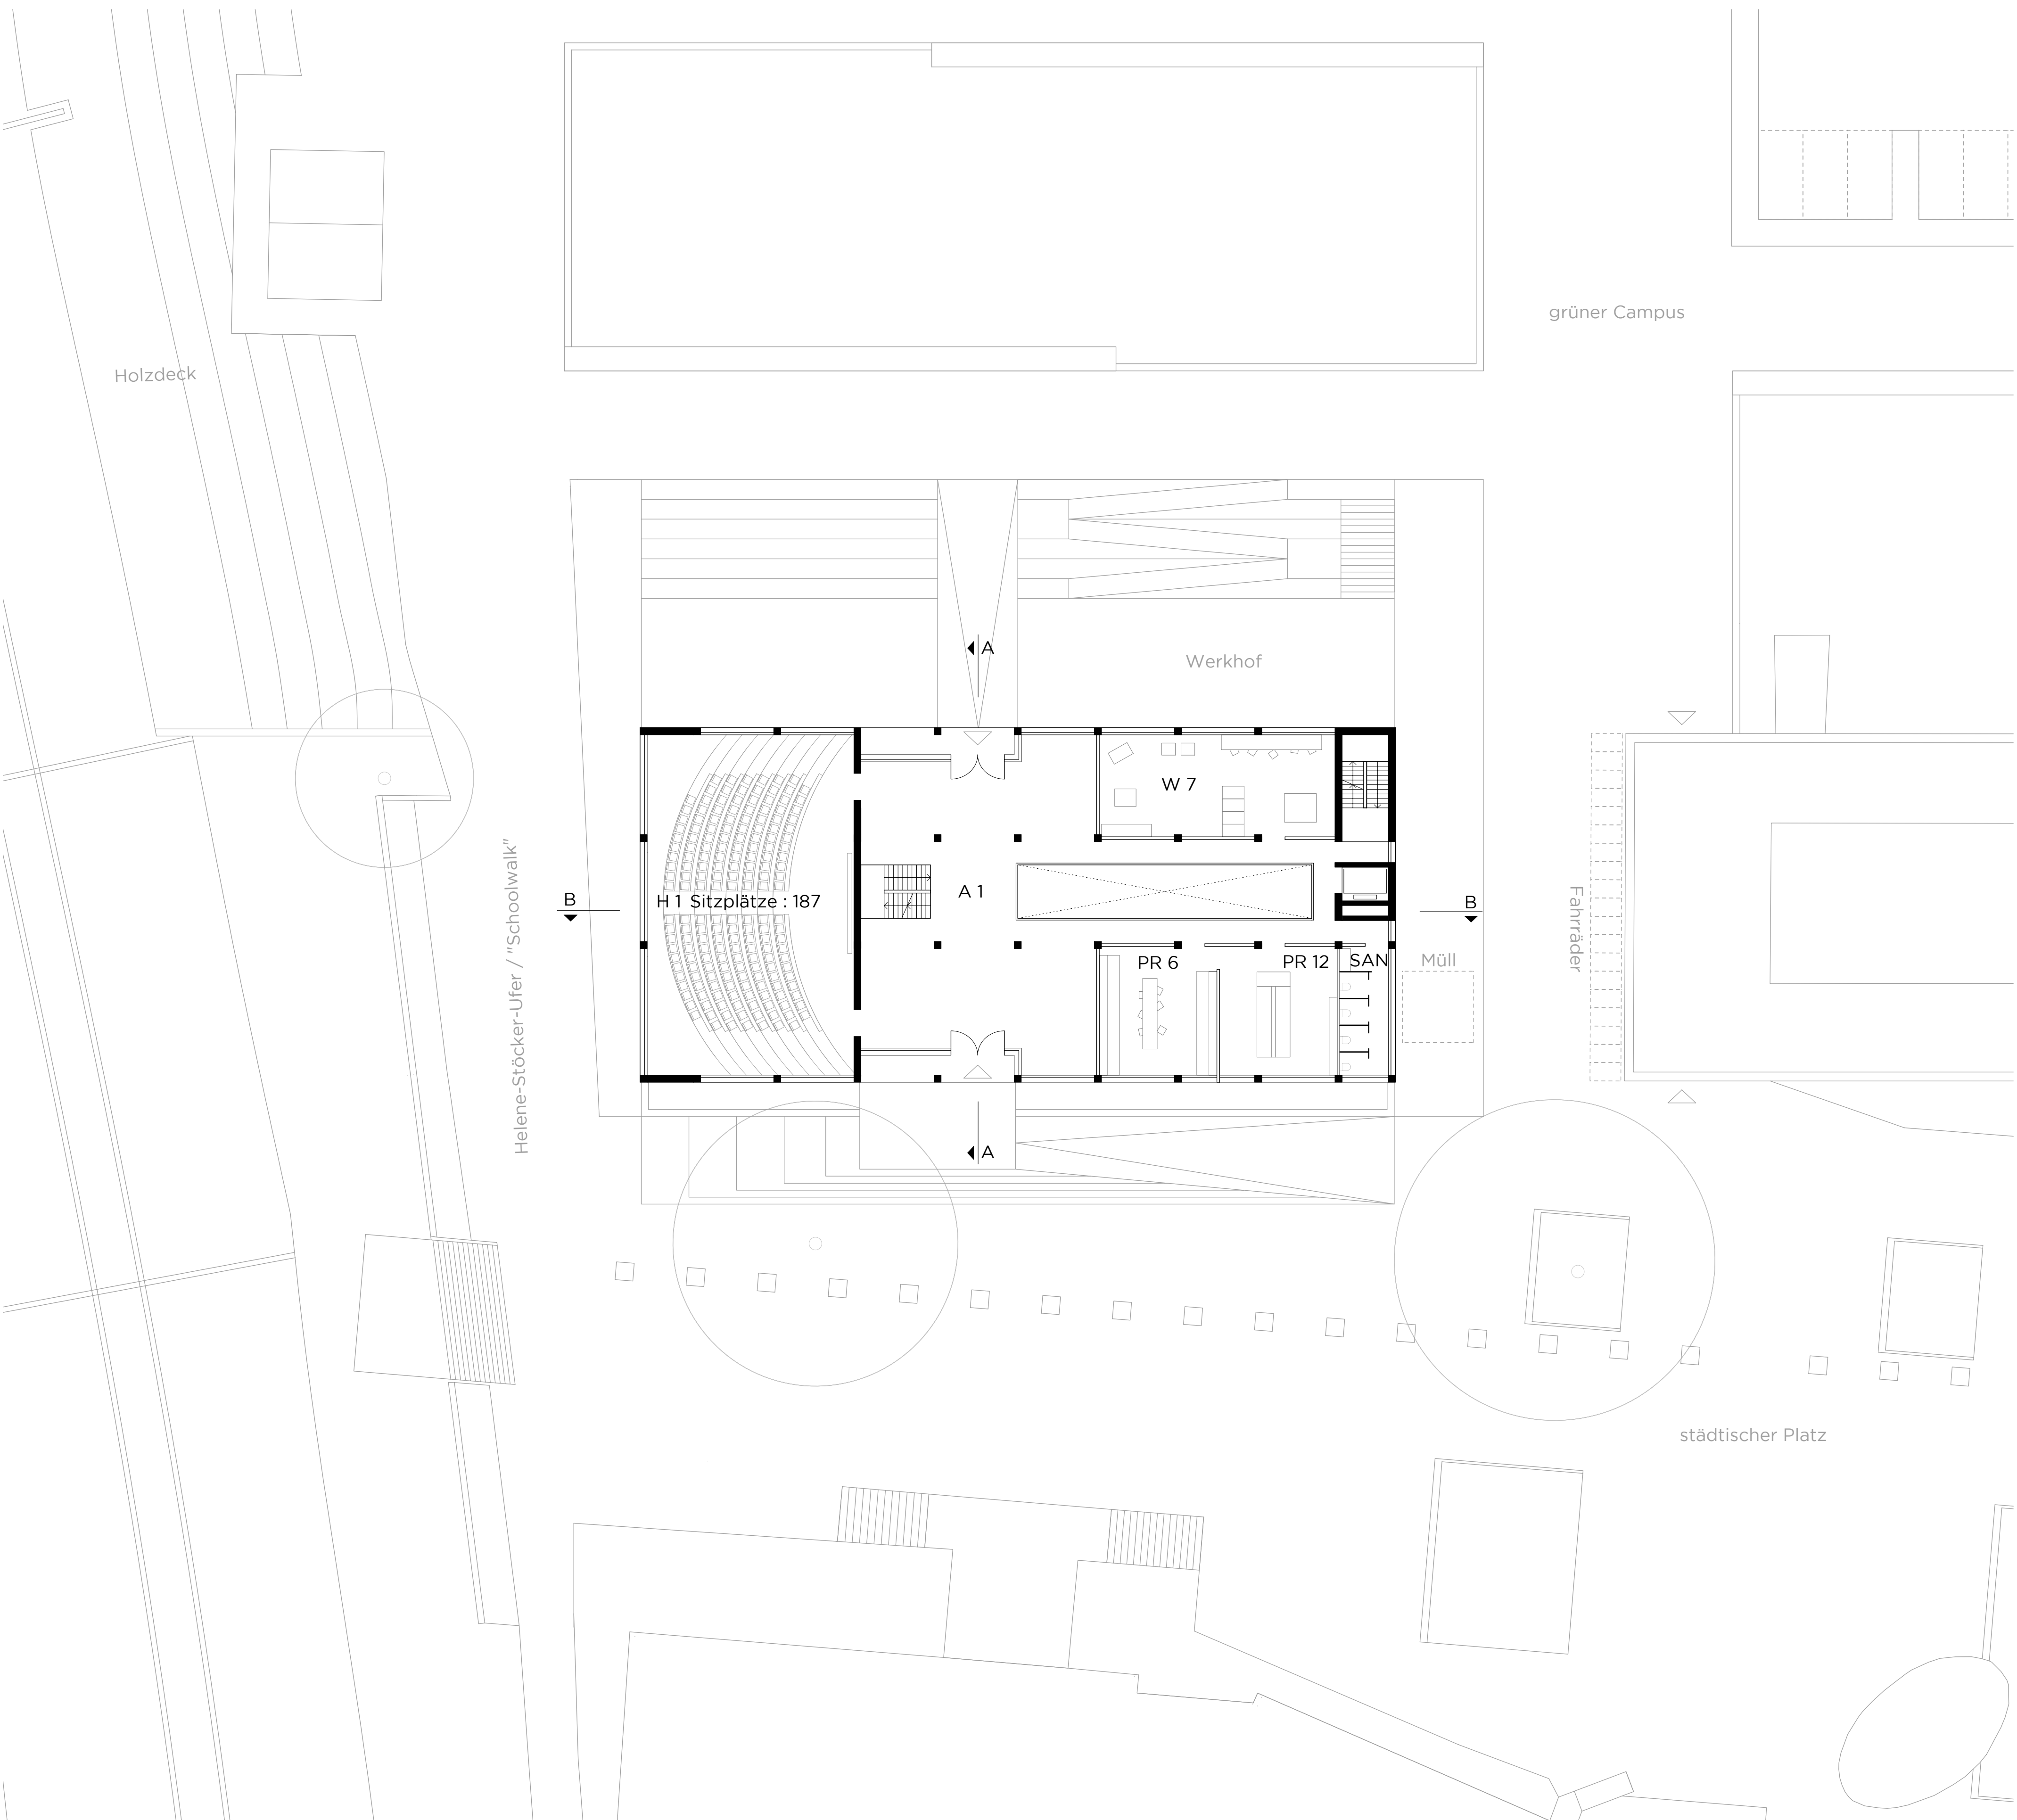 grüner Campus
Holzdeck
A
Werkhof
W 7
Helene-Stöcker-Ufer / "Schoolwalk"
B
H 1 Sitzplätze : 187
A 1
B
Fahrräder
PR 6
PR 12
SAN
Müll
A
städtischer Platz